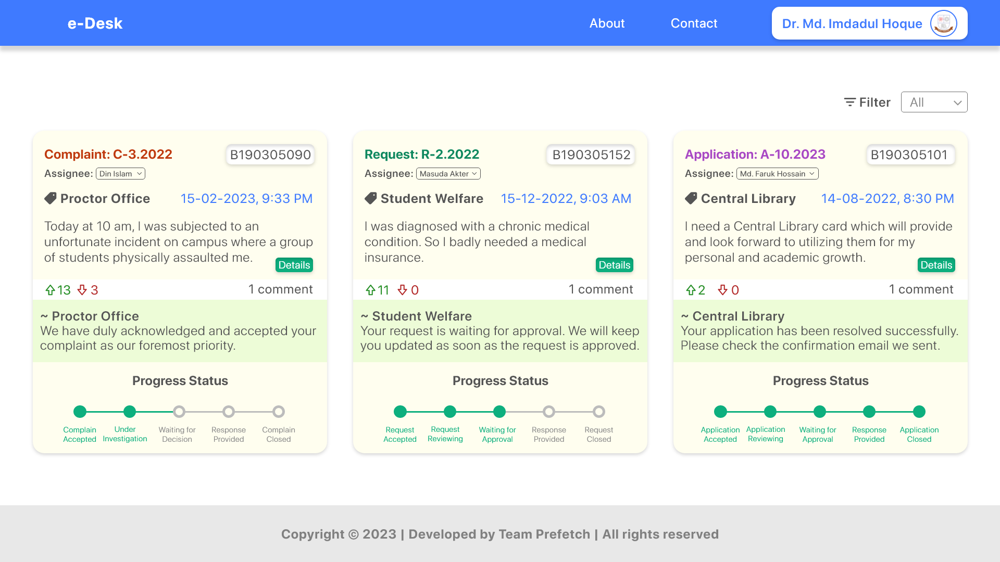 e-Desk
About
Contact
Dr. Md. Imdadul Hoque
Filter
All
Complaint: C-3.2022
B190305090
Assignee: Din Islam
Proctor Office
15-02-2023, 9:33 PM
Today at 10 am, I was subjected to an
unfortunate incident on campus where a group
of students physically assaulted me.
Details
13
3
1 comment
~ Proctor Office
We have duly acknowledged and accepted your
complaint as our foremost priority.
Progress Status
Complain
Accepted
Under
Investigation
Waiting for
Decision
Response
Provided
Complain
Closed
Request: R-2.2022
B190305152
Assignee: Masuda Akter
Student Welfare
15-12-2022, 9:03 AM
I was diagnosed with a chronic medical
condition. So I badly needed a medical
insurance.
Details
11
0
1 comment
~ Student Welfare
Your request is waiting for approval. We will keep
you updated as soon as the request is approved.
Progress Status
Request
Accepted
Request
Reviewing
Waiting for
Approval
Response
Provided
Request
Closed
Application: A-10.2023
B190305101
Assignee: Md. Faruk Hossain
Central Library
14-08-2022, 8:30 PM
I need a Central Library card which will provide
and look forward to utilizing them for my
personal and academic growth.
Details
2
0
1 comment
~ Central Library
Your application has been resolved successfully.
Please check the confirmation email we sent.
Progress Status
Application
Accepted
Application
Reviewing
Waiting for
Approval
Response
Provided
Application
Closed
Copyright © 2023 | Developed by Team Prefetch | All rights reserved